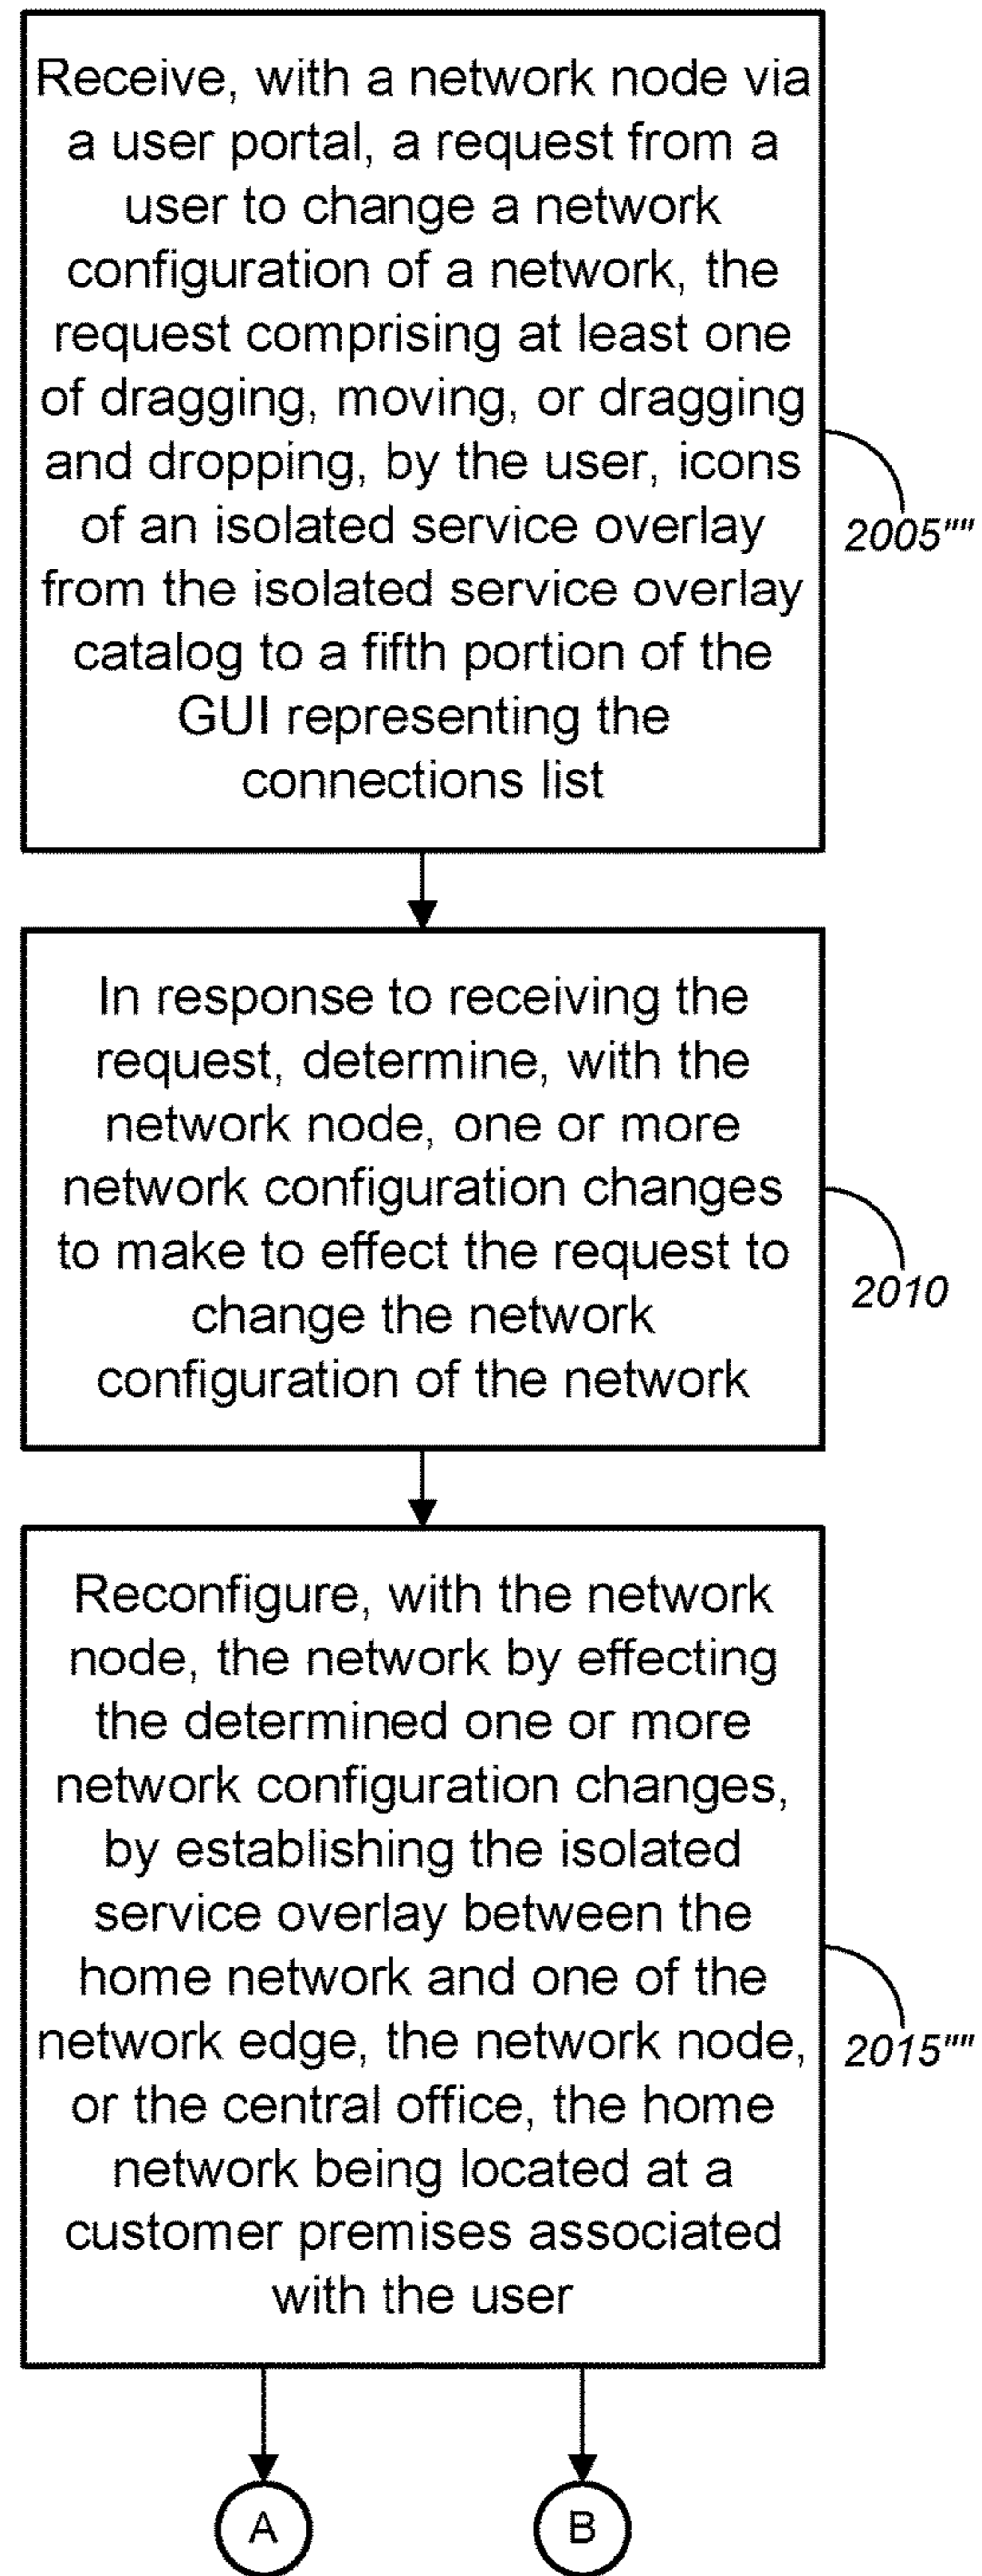 Receive, with a network node via
a user portal, a request from a
user to change a network
configuration of a network, the
request comprising at least one
of dragging, moving, or dragging
and dropping, by the user, icons
of an isolated service overlay
from the isolated service overlay
catalog to a fifth portion of the
GUI representing the
connections list
2005""
In response to receiving the
request, determine, with the
network node, one or more
network configuration changes
to make to effect the request to
change the network
configuration of the network
2010
Reconfigure, with the network
node, the network by effecting
the determined one or more
network configuration changes,
by establishing the isolated
service overlay between the
home network and one of the
network edge, the network node,
or the central office, the home
network being located at a
customer premises associated
with the user
2015""
A
B